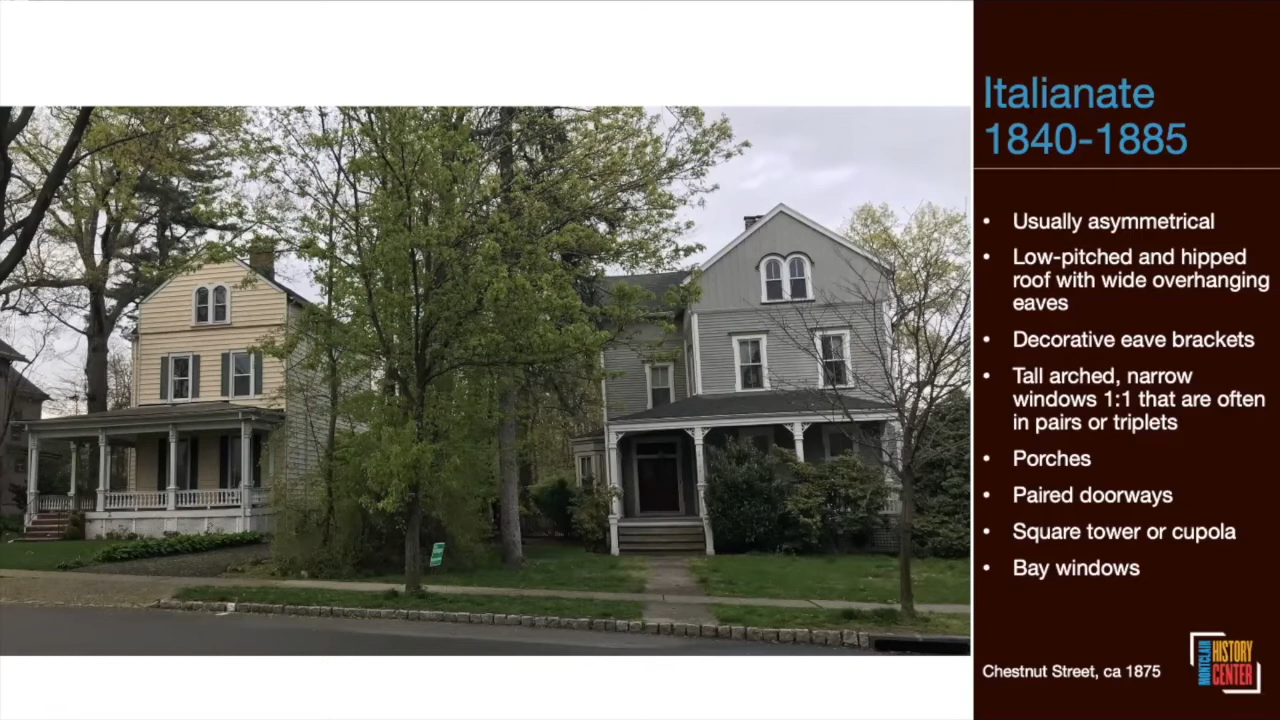 Italianate
1840-1885
• Usually asymmetrical
• Low-pitched and hipped
roof with wide overhanging
eaves
• Decorative eave brackets
• Tall arched, narrow
windows 1:1 that are often
in pairs or triplets
• Porches
• Paired doorways
• Square tower or cupola
• Bay windows
Chestnut Street, ca 1875
MONTCLAIR
HISTORY
CENTER